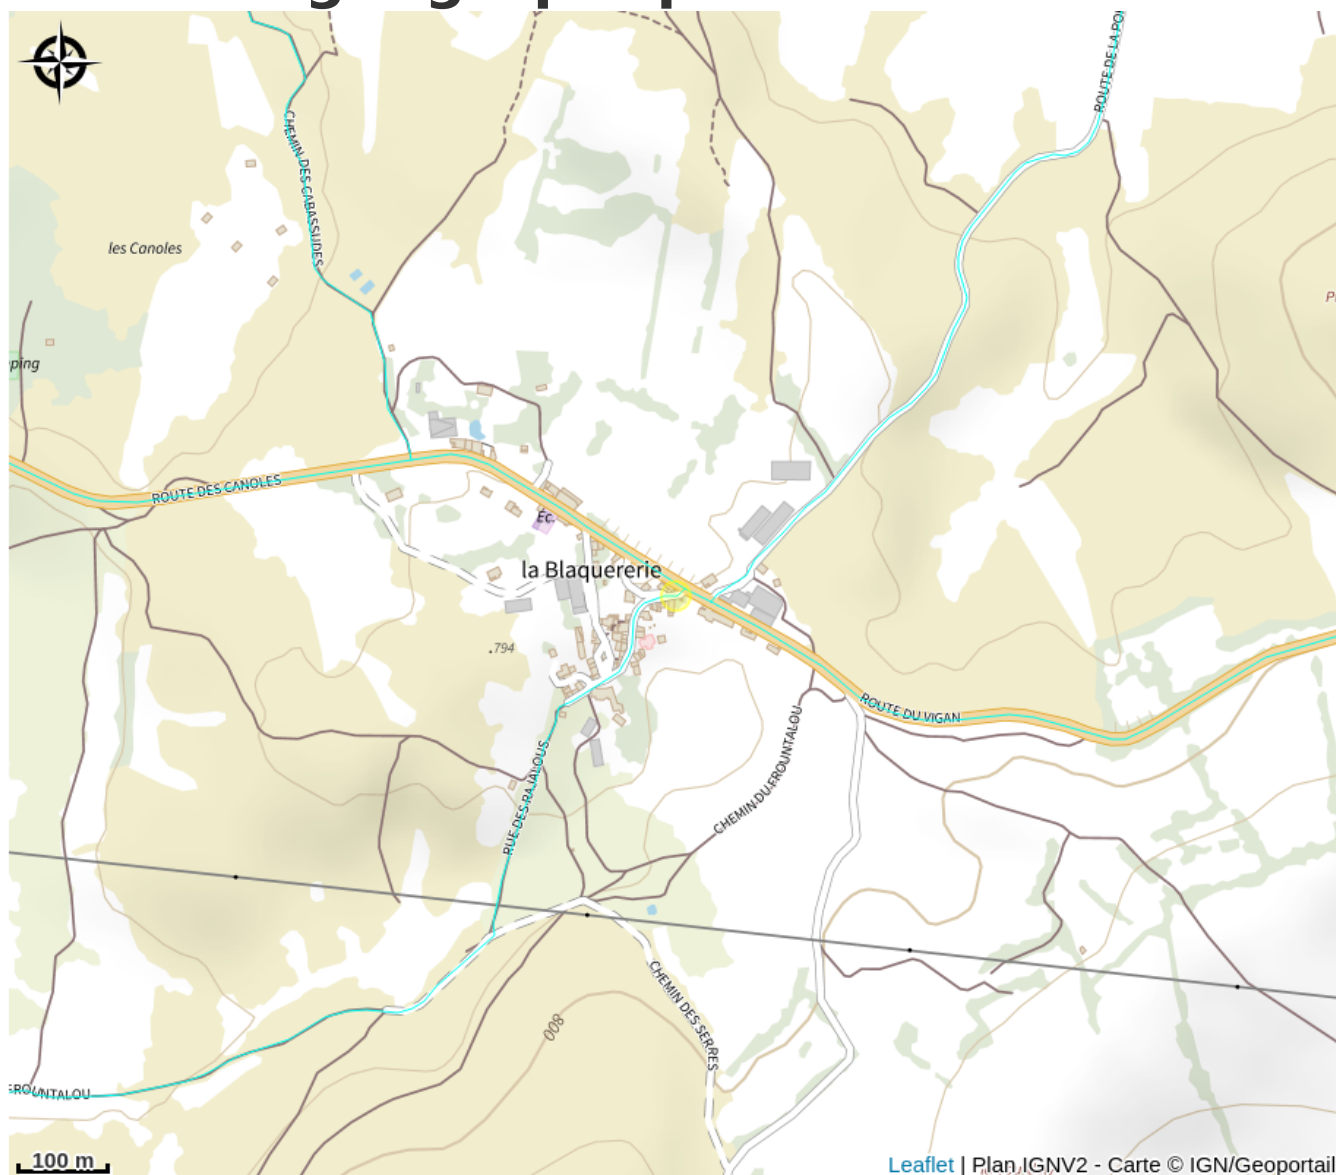 ROUTE DE LA PO
CHEMIN DES CABASSUDES
les Canoles
ping
ROUTE DES CANOLES
Éc.
la Blaquererie
.794
ROUTE DU VIGAN
CHEMIN DU FROUNTALOU
RUE DES RAJALOUS
CHEMIN DES SERRES
800
GROUNTALOU
100 m
Leaflet | Plan IGNV2 - Carte © IGN/Geoportail